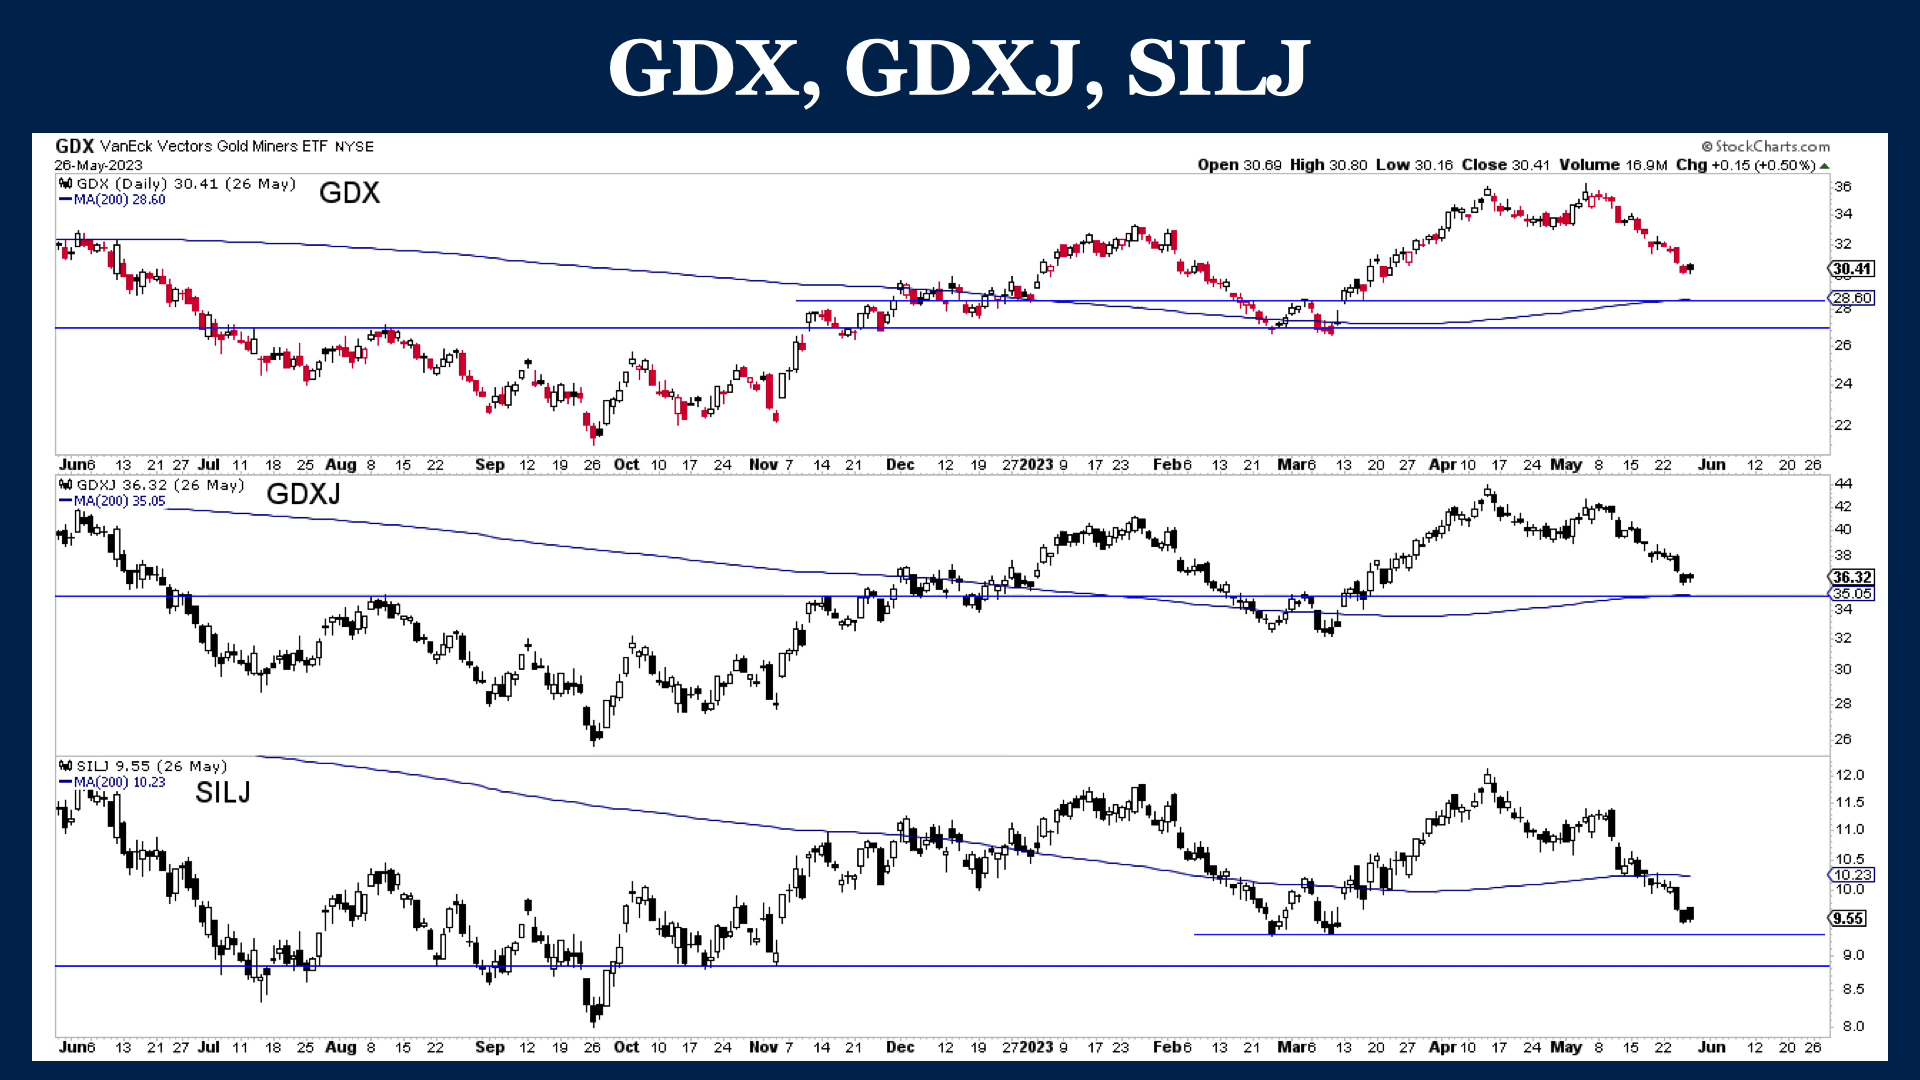 GDX, GDXJ, SILJ
GDX VanEck Vectors Gold Miners ETF NYSE
© StockCharts.com
26-May-2023
Open 30.69 High 30.80 Low 30.16 Close 30.41 Volume 16.9M Chg +0.15 (+0.50%)
GDX (Daily) 30.41 (26 May)
GDX
MA(200) 28.60
36
34
32
30.41
28.60
28
26
24
22
Jun 6 13 21 27 Jul 11 18 25 Aug 8 15 22 Sep 12 19 26 Oct 10 17 24 Nov 7 14 21 Dec 12 19 27 2023 9 17 23 Feb 6 13 21 Mar 6 13 20 27 Apr 10 17 24 May 8 15 22 Jun 12 20 26
GDXJ 36.32 (26 May)
GDXJ
MA(200) 35.05
44
42
40
38
36.32
35.05
34
32
30
28
26
SILJ 9.55 (26 May)
SILJ
MA(200) 10.23
12.0
11.5
11.0
10.5
10.23
10.0
9.55
9.0
8.5
8.0
Jun 6 13 21 27 Jul 11 18 25 Aug 8 15 22 Sep 12 19 26 Oct 10 17 24 Nov 7 14 21 Dec 12 19 27 2023 9 17 23 Feb 6 13 21 Mar 6 13 20 27 Apr 10 17 24 May 8 15 22 Jun 12 20 26